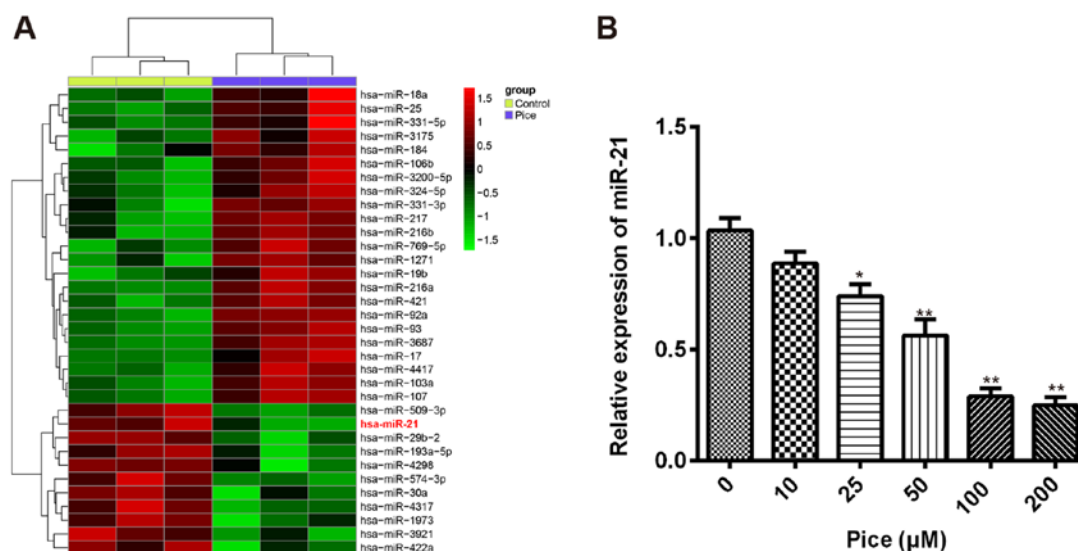 A
group
Control
Pice
1.5
1
0.5
0
−0.5
−1
−1.5
hsa−miR−18a
hsa−miR−25
hsa−miR−331−5p
hsa−miR−3175
hsa−miR−184
hsa−miR−106b
hsa−miR−3200−5p
hsa−miR−324−5p
hsa−miR−331−3p
hsa−miR−217
hsa−miR−216b
hsa−miR−769−5p
hsa−miR−1271
hsa−miR−19b
hsa−miR−216a
hsa−miR−421
hsa−miR−92a
hsa−miR−93
hsa−miR−3687
hsa−miR−17
hsa−miR−4417
hsa−miR−103a
hsa−miR−107
hsa−miR−509−3p
hsa-miR-21
hsa−miR−29b−2
hsa−miR−193a−5p
hsa−miR−4298
hsa−miR−574−3p
hsa−miR−30a
hsa−miR−4317
hsa−miR−1973
hsa−miR−3921
hsa−miR−422a
B
Relative expression of miR-21
1.5
1.0
0.5
0.0
*
**
**
**
0
10
25
50
100
200
Pice (µM)